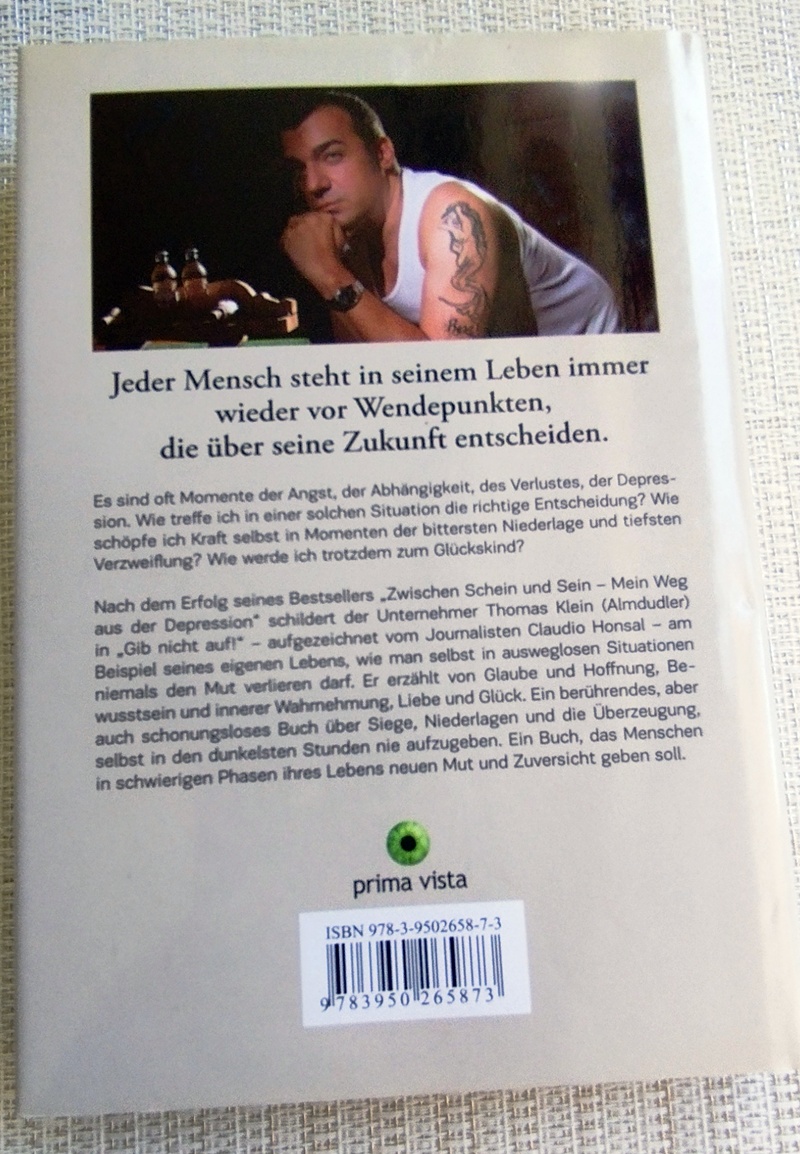 Jeder Mensch steht in seinem Leben immer
wieder vor Wendepunkten,
die über seine Zukunft entscheiden.
Es sind oft Momente der Angst, der Abhängigkeit, des Verlustes, der Depres-
sion. Wie treffe ich in einer solchen Situation die richtige Entscheidung? Wie
schöpfe ich Kraft selbst in Momenten der bittersten Niederlage und tiefsten
Verzweiflung? Wie werde ich trotzdem zum Glückskind?
Nach dem Erfolg seines Bestsellers „Zwischen Schein und Sein – Mein Weg
aus der Depression“ schildert der Unternehmer Thomas Klein (Almdudler)
in „Gib nicht auf!“ – aufgezeichnet vom Journalisten Claudio Honsal – am
Beispiel seines eigenen Lebens, wie man selbst in ausweglosen Situationen
niemals den Mut verlieren darf. Er erzählt von Glaube und Hoffnung, Be-
wusstsein und innerer Wahrnehmung, Liebe und Glück. Ein berührendes, aber
auch schonungsloses Buch über Siege, Niederlagen und die Überzeugung,
selbst in den dunkelsten Stunden nie aufzugeben. Ein Buch, das Menschen
in schwierigen Phasen ihres Lebens neuen Mut und Zuversicht geben soll.
prima vista
ISBN 978-3-9502658-7-3
9 783950 265873